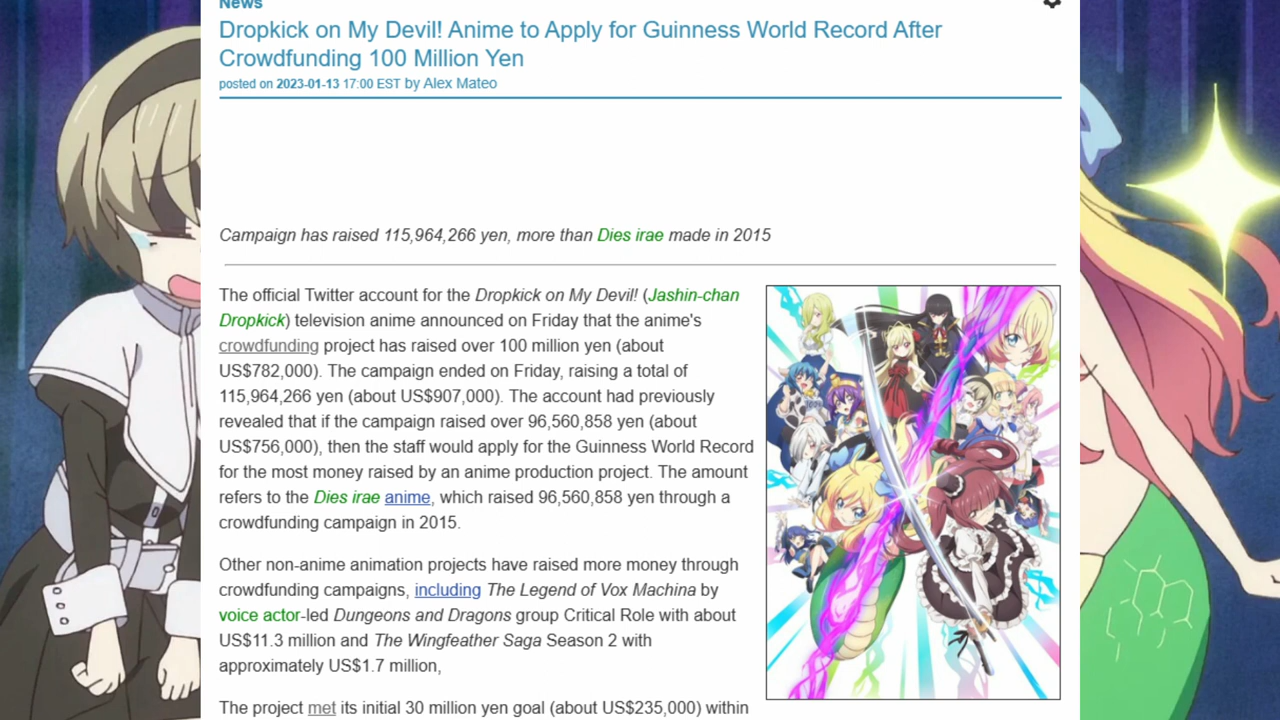 News
Dropkick on My Devil! Anime to Apply for Guinness World Record After
Crowdfunding 100 Million Yen
posted on 2023-01-13 17:00 EST by Alex Mateo
Campaign has raised 115,964,266 yen, more than Dies irae made in 2015
The official Twitter account for the Dropkick on My Devil! (Jashin-chan
Dropkick) television anime announced on Friday that the anime's
crowdfunding project has raised over 100 million yen (about
US$782,000). The campaign ended on Friday, raising a total of
115,964,266 yen (about US$907,000). The account had previously
revealed that if the campaign raised over 96,560,858 yen (about
US$756,000), then the staff would apply for the Guinness World Record
for the most money raised by an anime production project. The amount
refers to the Dies irae anime, which raised 96,560,858 yen through a
crowdfunding campaign in 2015.
Other non-anime animation projects have raised more money through
crowdfunding campaigns, including The Legend of Vox Machina by
voice actor-led Dungeons and Dragons group Critical Role with about
US$11.3 million and The Wingfeather Saga Season 2 with
approximately US$1.7 million,
The project met its initial 30 million yen goal (about US$235,000) within